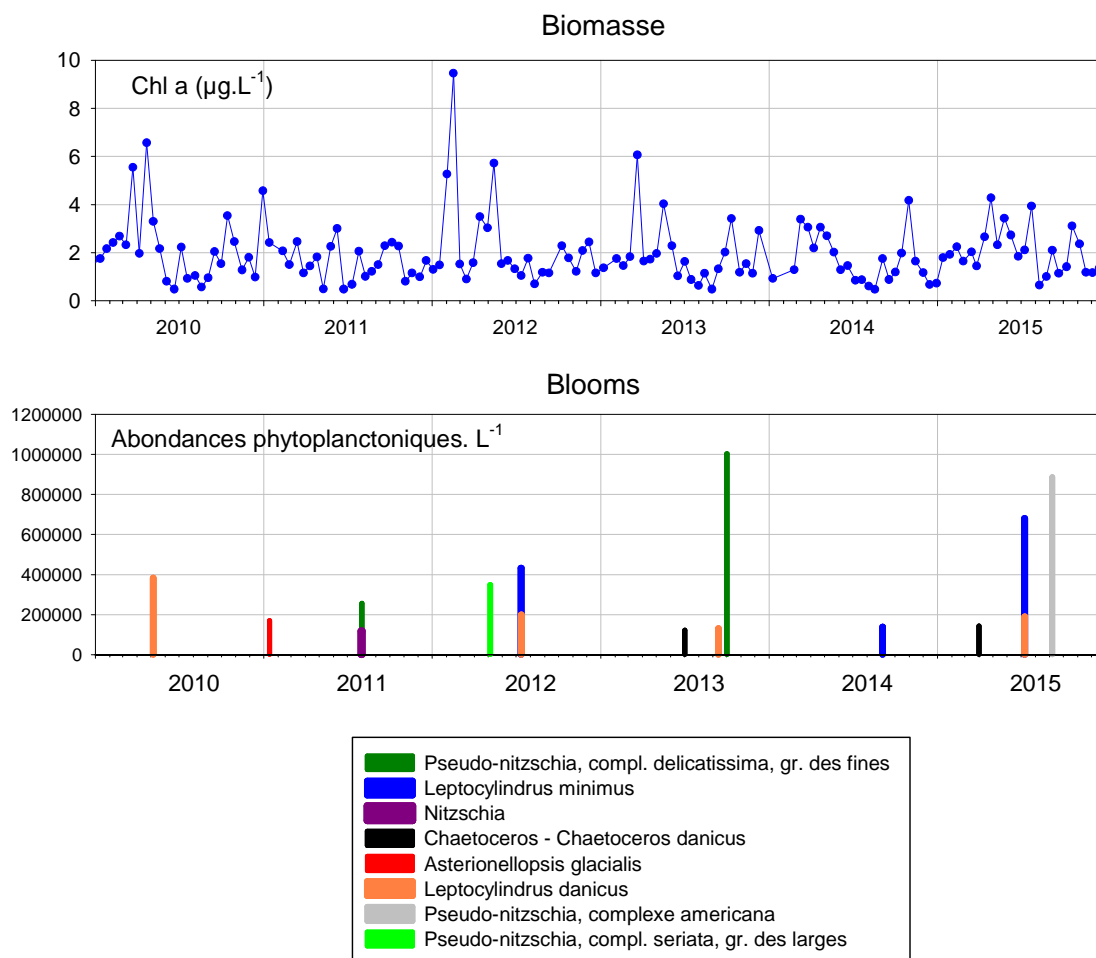 Biomasse
Chl a (µg.L⁻¹)
10
8
6
4
2
0
2010 2011 2012 2013 2014 2015
Blooms
Abondances phytoplanctoniques. L⁻¹
1200000
1000000
800000
600000
400000
200000
0
2010 2011 2012 2013 2014 2015
Pseudo-nitzschia, compl. delicatissima, gr. des fines
Leptocylindrus minimus
Nitzschia
Chaetoceros - Chaetoceros danicus
Asterionellopsis glacialis
Leptocylindrus danicus
Pseudo-nitzschia, complexe americana
Pseudo-nitzschia, compl. seriata, gr. des larges